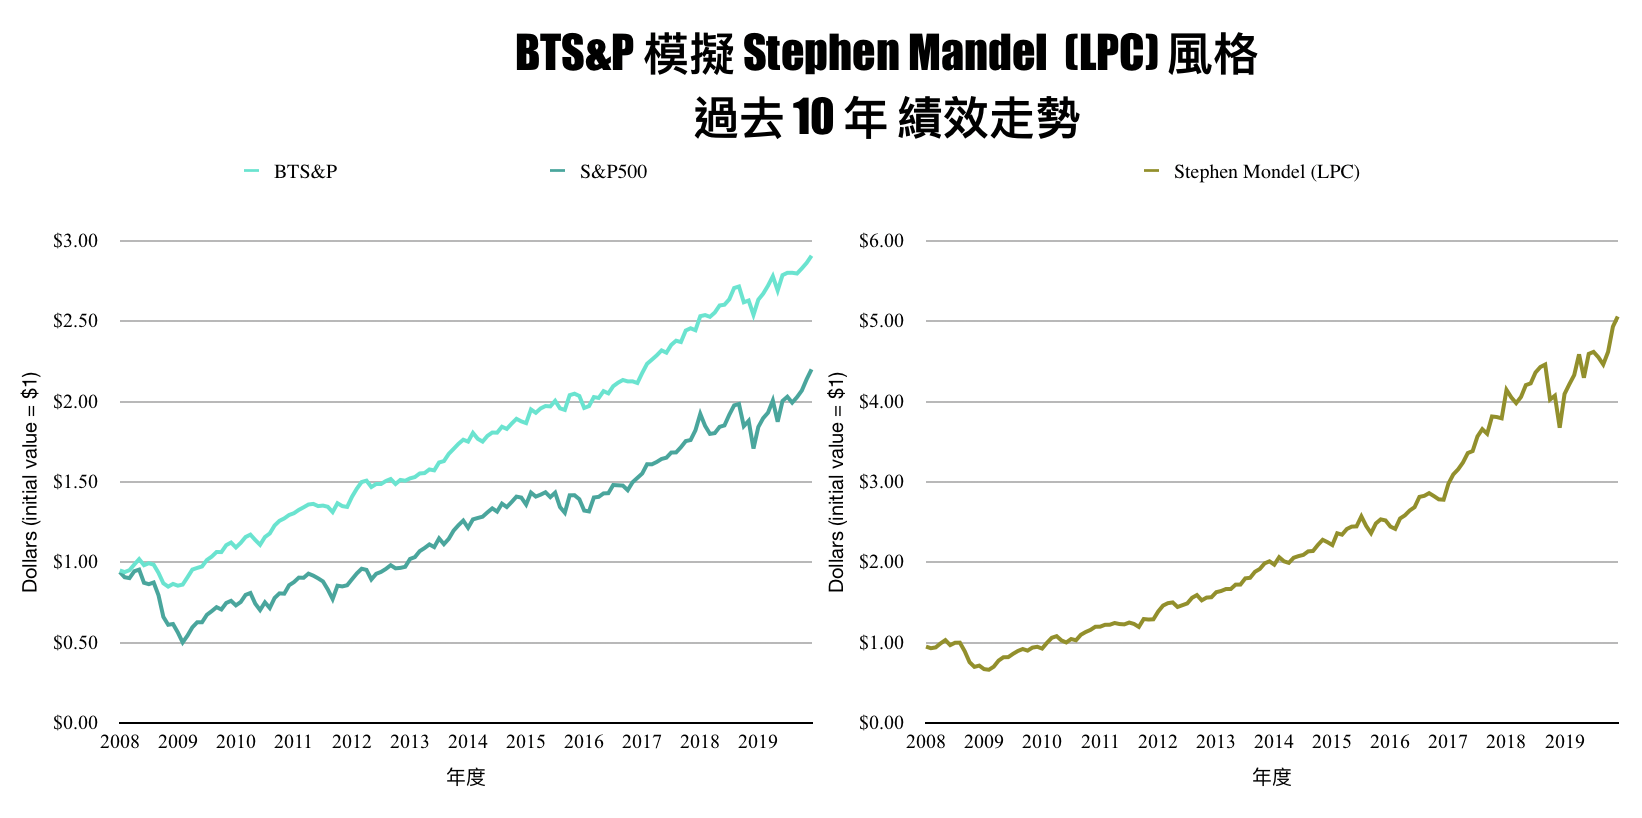 BTS&P 模擬 Stephen Mandel (LPC) 風格
過去 10 年 績效走勢
BTS&P
S&P500
Dollars (initial value = $1)
$3.00
$2.50
$2.00
$1.50
$1.00
$0.50
$0.00
2008 2009 2010 2011 2012 2013 2014 2015 2016 2017 2018 2019
年度
Stephen Mondel (LPC)
Dollars (initial value = $1)
$6.00
$5.00
$4.00
$3.00
$2.00
$1.00
$0.00
2008 2009 2010 2011 2012 2013 2014 2015 2016 2017 2018 2019
年度